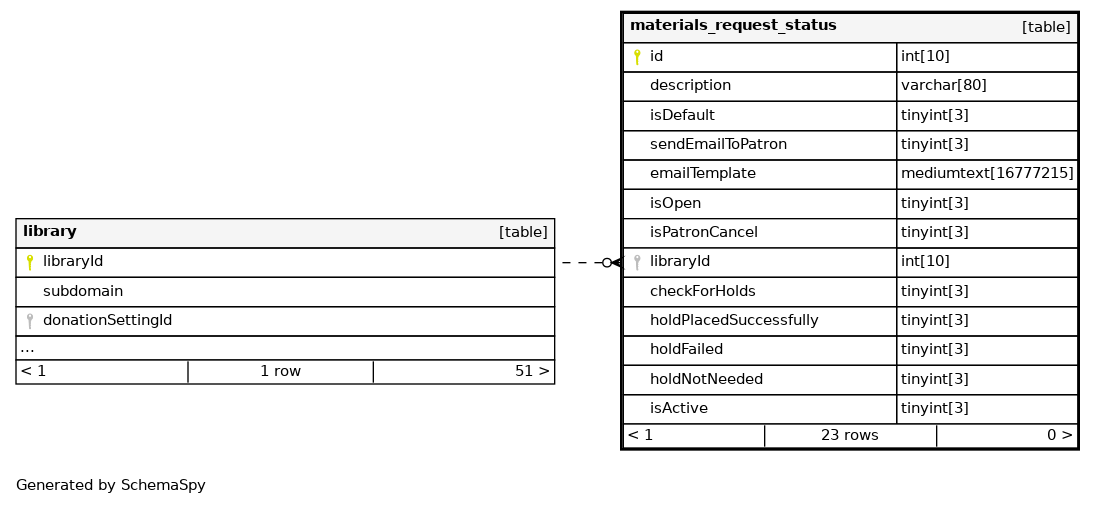 library [table]
libraryId
subdomain
donationSettingId
...
< 1 1 row 51 >
materials_request_status [table]
id int[10]
description varchar[80]
isDefault tinyint[3]
sendEmailToPatron tinyint[3]
emailTemplate mediumtext[16777215]
isOpen tinyint[3]
isPatronCancel tinyint[3]
libraryId int[10]
checkForHolds tinyint[3]
holdPlacedSuccessfully tinyint[3]
holdFailed tinyint[3]
holdNotNeeded tinyint[3]
isActive tinyint[3]
< 1 23 rows 0 >
Generated by SchemaSpy